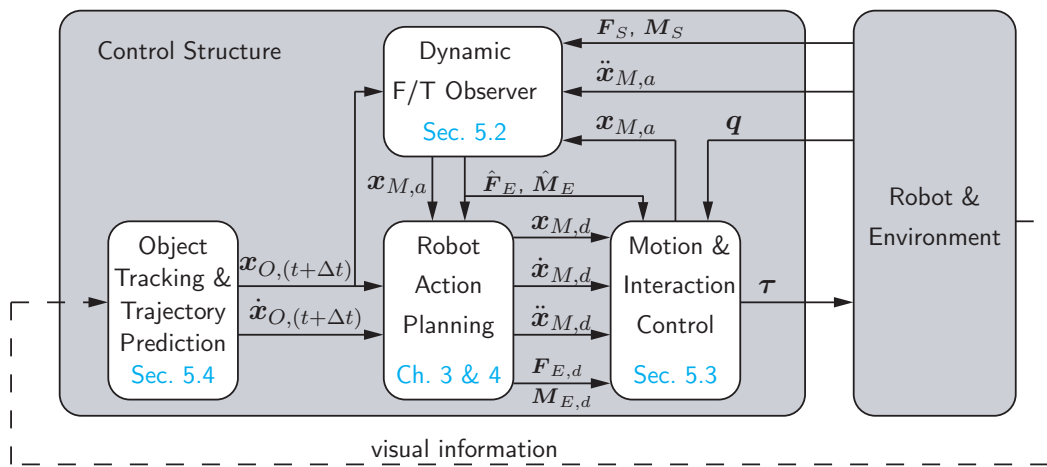 Control Structure
Dynamic
F/T Observer
Sec. 5.2
F_S, M_S
ẍ_{M,a}
x_{M,a}
q
x_{M,a}
F̂_E, M̂_E
Robot &
Environment
Object
Tracking &
Trajectory
Prediction
Sec. 5.4
x_{O,(t+Δt)}
ẋ_{O,(t+Δt)}
Robot
Action
Planning
Ch. 3 & 4
x_{M,d}
ẋ_{M,d}
ẍ_{M,d}
F_{E,d}
M_{E,d}
Motion &
Interaction
Control
Sec. 5.3
τ
visual information